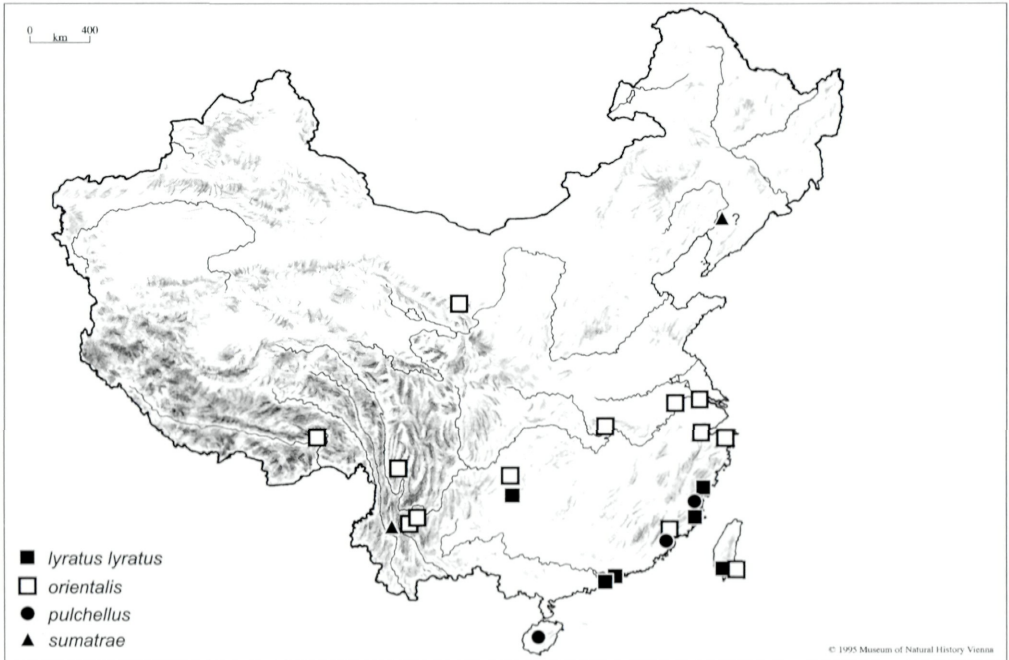 0 400
km
?
lyratus lyratus
orientalis
pulchellus
sumatrae
© 1995 Museum of Natural History Vienna